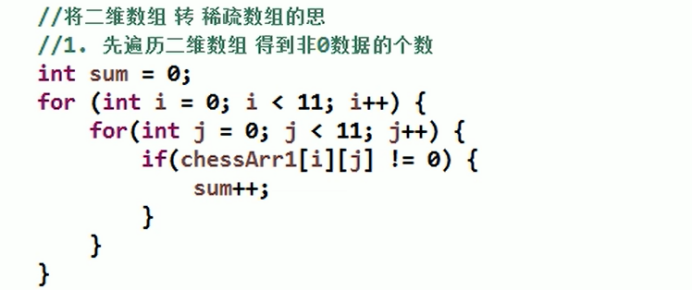 //将二维数组 转 稀疏数组的思
//1. 先遍历二维数组 得到非0数据的个数
int sum = 0;
for (int i = 0; i < 11; i++) {
    for(int j = 0; j < 11; j++) {
        if(chessArr1[i][j] != 0) {
            sum++;
        }
    }
}